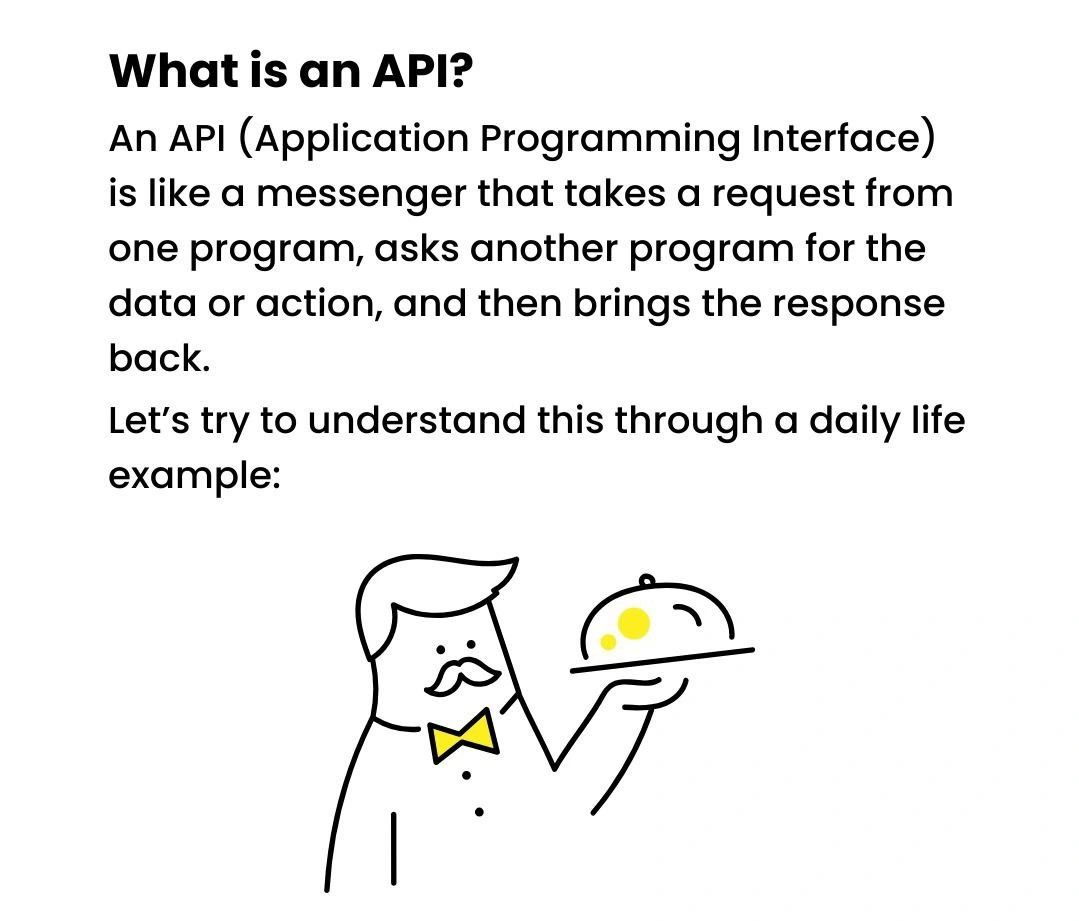 What is an API?
An API (Application Programming Interface)
is like a messenger that takes a request from
one program, asks another program for the
data or action, and then brings the response
back.
Let’s try to understand this through a daily life
example: